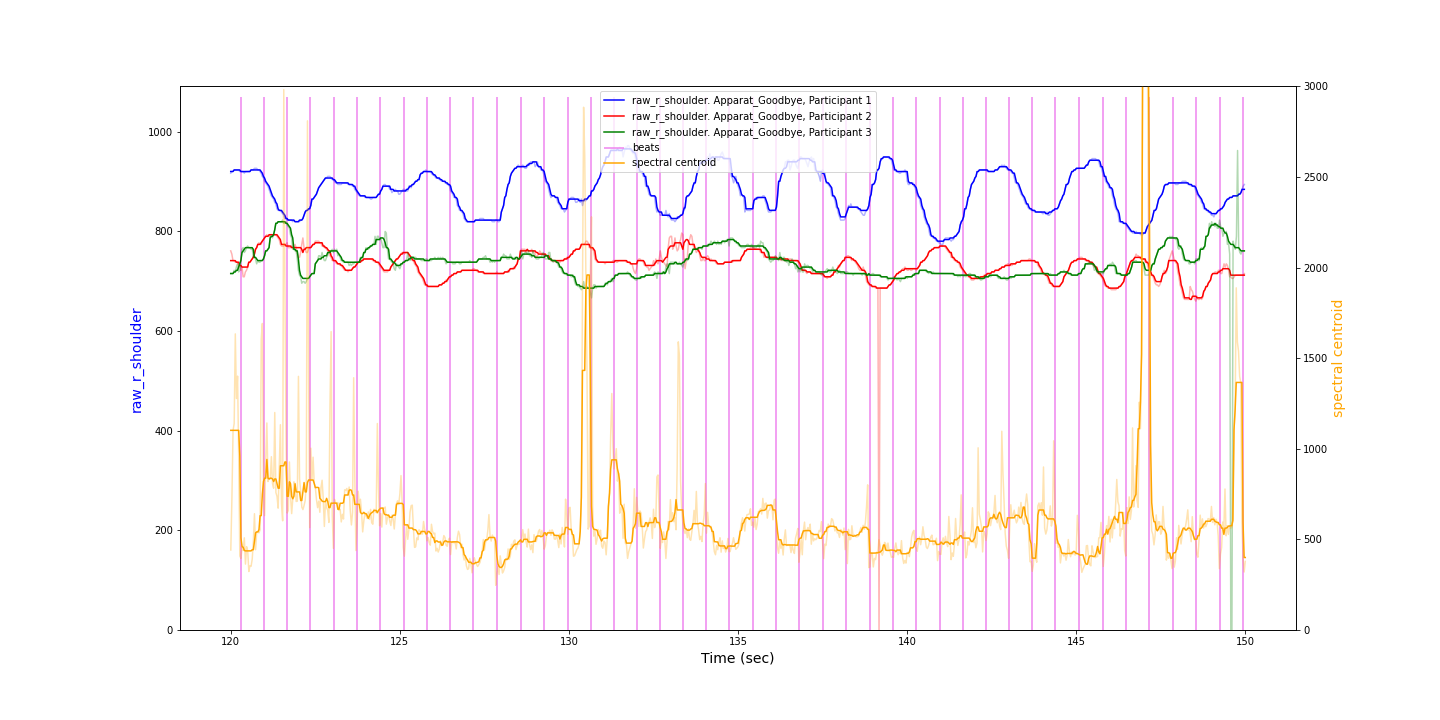 raw_r_shoulder. Apparat_Goodbye, Participant 1
raw_r_shoulder. Apparat_Goodbye, Participant 2
raw_r_shoulder. Apparat_Goodbye, Participant 3
beats
spectral centroid
raw_r_shoulder
1000
800
600
400
200
0
3000
2500
2000
1500
1000
500
0
spectral centroid
120
125
130
135
140
145
150
Time (sec)